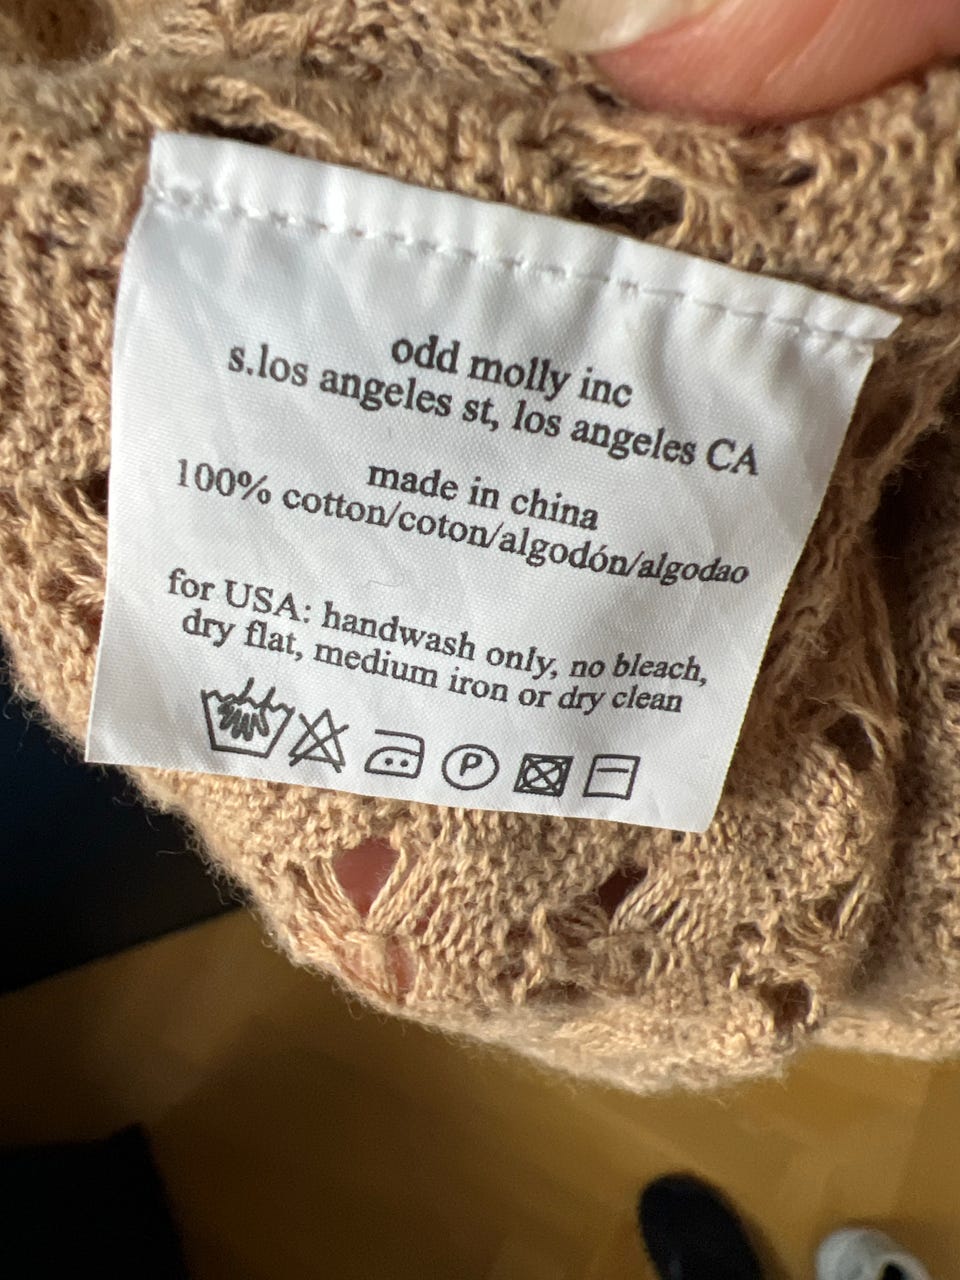 odd molly inc
s.los angeles st, los angeles CA
made in china
100% cotton/coton/algodón/algodao
for USA: handwash only, no bleach,
dry flat, medium iron or dry clean
P